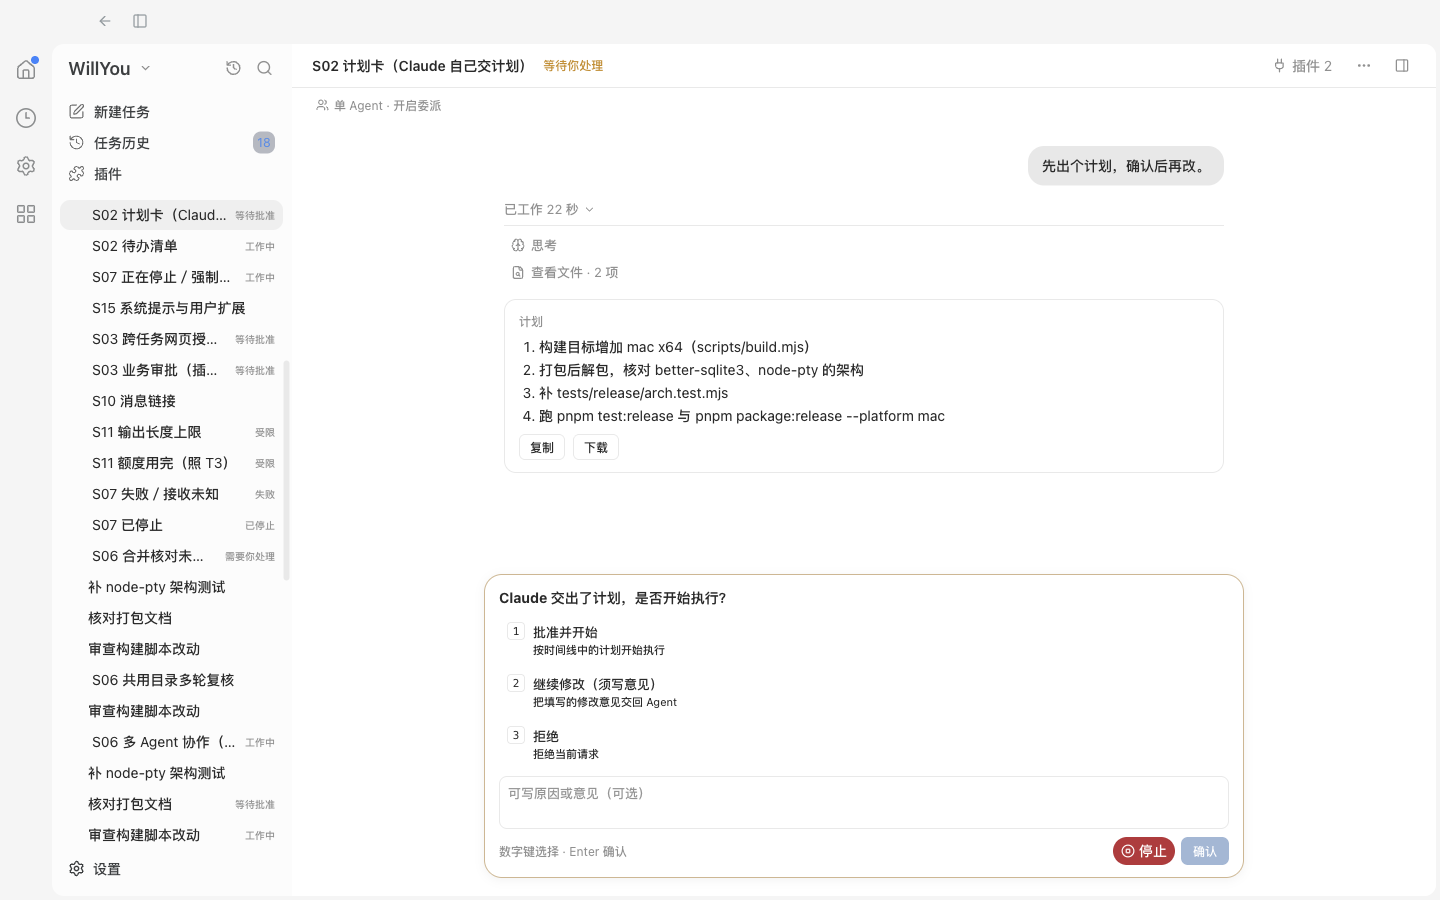 WillYou
新建任务
任务历史 18
插件
S02 计划卡（Claud... 等待批准
S02 待办清单 工作中
S07 正在停止 / 强制... 工作中
S15 系统提示与用户扩展
S03 跨任务网页授... 等待批准
S03 业务审批（插... 等待批准
S10 消息链接
S11 输出长度上限 受限
S11 额度用完（照 T3） 受限
S07 失败 / 接收未知 失败
S07 已停止 已停止
S06 合并核对未... 需要你处理
补 node-pty 架构测试
核对打包文档
审查构建脚本改动
S06 共用目录多轮复核
审查构建脚本改动
S06 多 Agent 协作（... 工作中
补 node-pty 架构测试
核对打包文档 等待批准
审查构建脚本改动 工作中
设置
S02 计划卡（Claude 自己交计划） 等待你处理
插件 2
单 Agent · 开启委派
先出个计划，确认后再改。
已工作 22 秒
思考
查看文件 · 2 项
计划
1. 构建目标增加 mac x64（scripts/build.mjs）
2. 打包后解包，核对 better-sqlite3、node-pty 的架构
3. 补 tests/release/arch.test.mjs
4. 跑 pnpm test:release 与 pnpm package:release --platform mac
复制 下载
Claude 交出了计划，是否开始执行?
1 批准并开始
按时间线中的计划开始执行
2 继续修改（须写意见）
把填写的修改意见交回 Agent
3 拒绝
拒绝当前请求
可写原因或意见（可选）
数字键选择 · Enter 确认
停止 确认